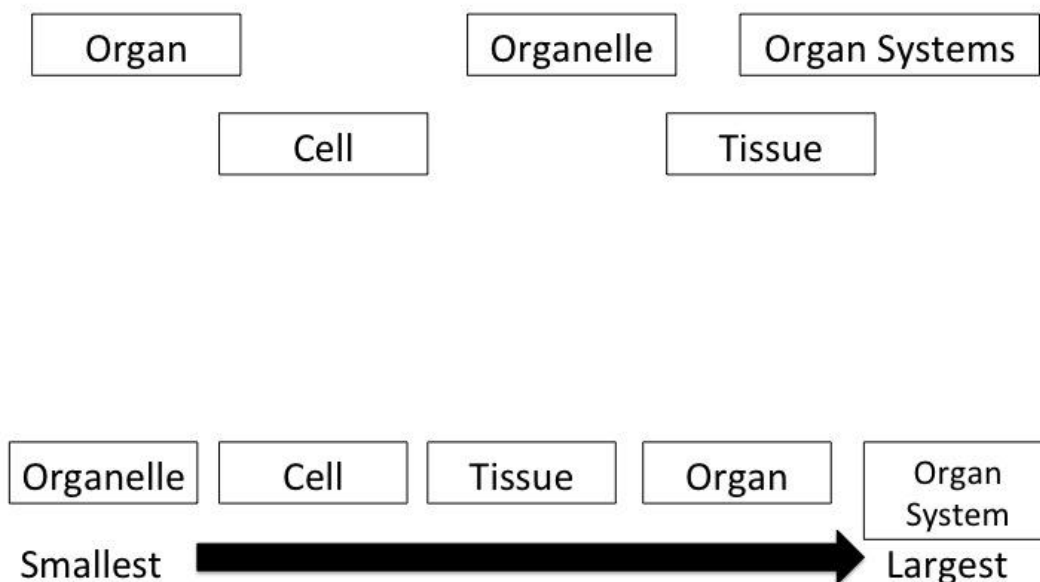 Organ Organelle Organ Systems
Cell Tissue
Organelle Cell Tissue Organ Organ
System
Smallest Largest